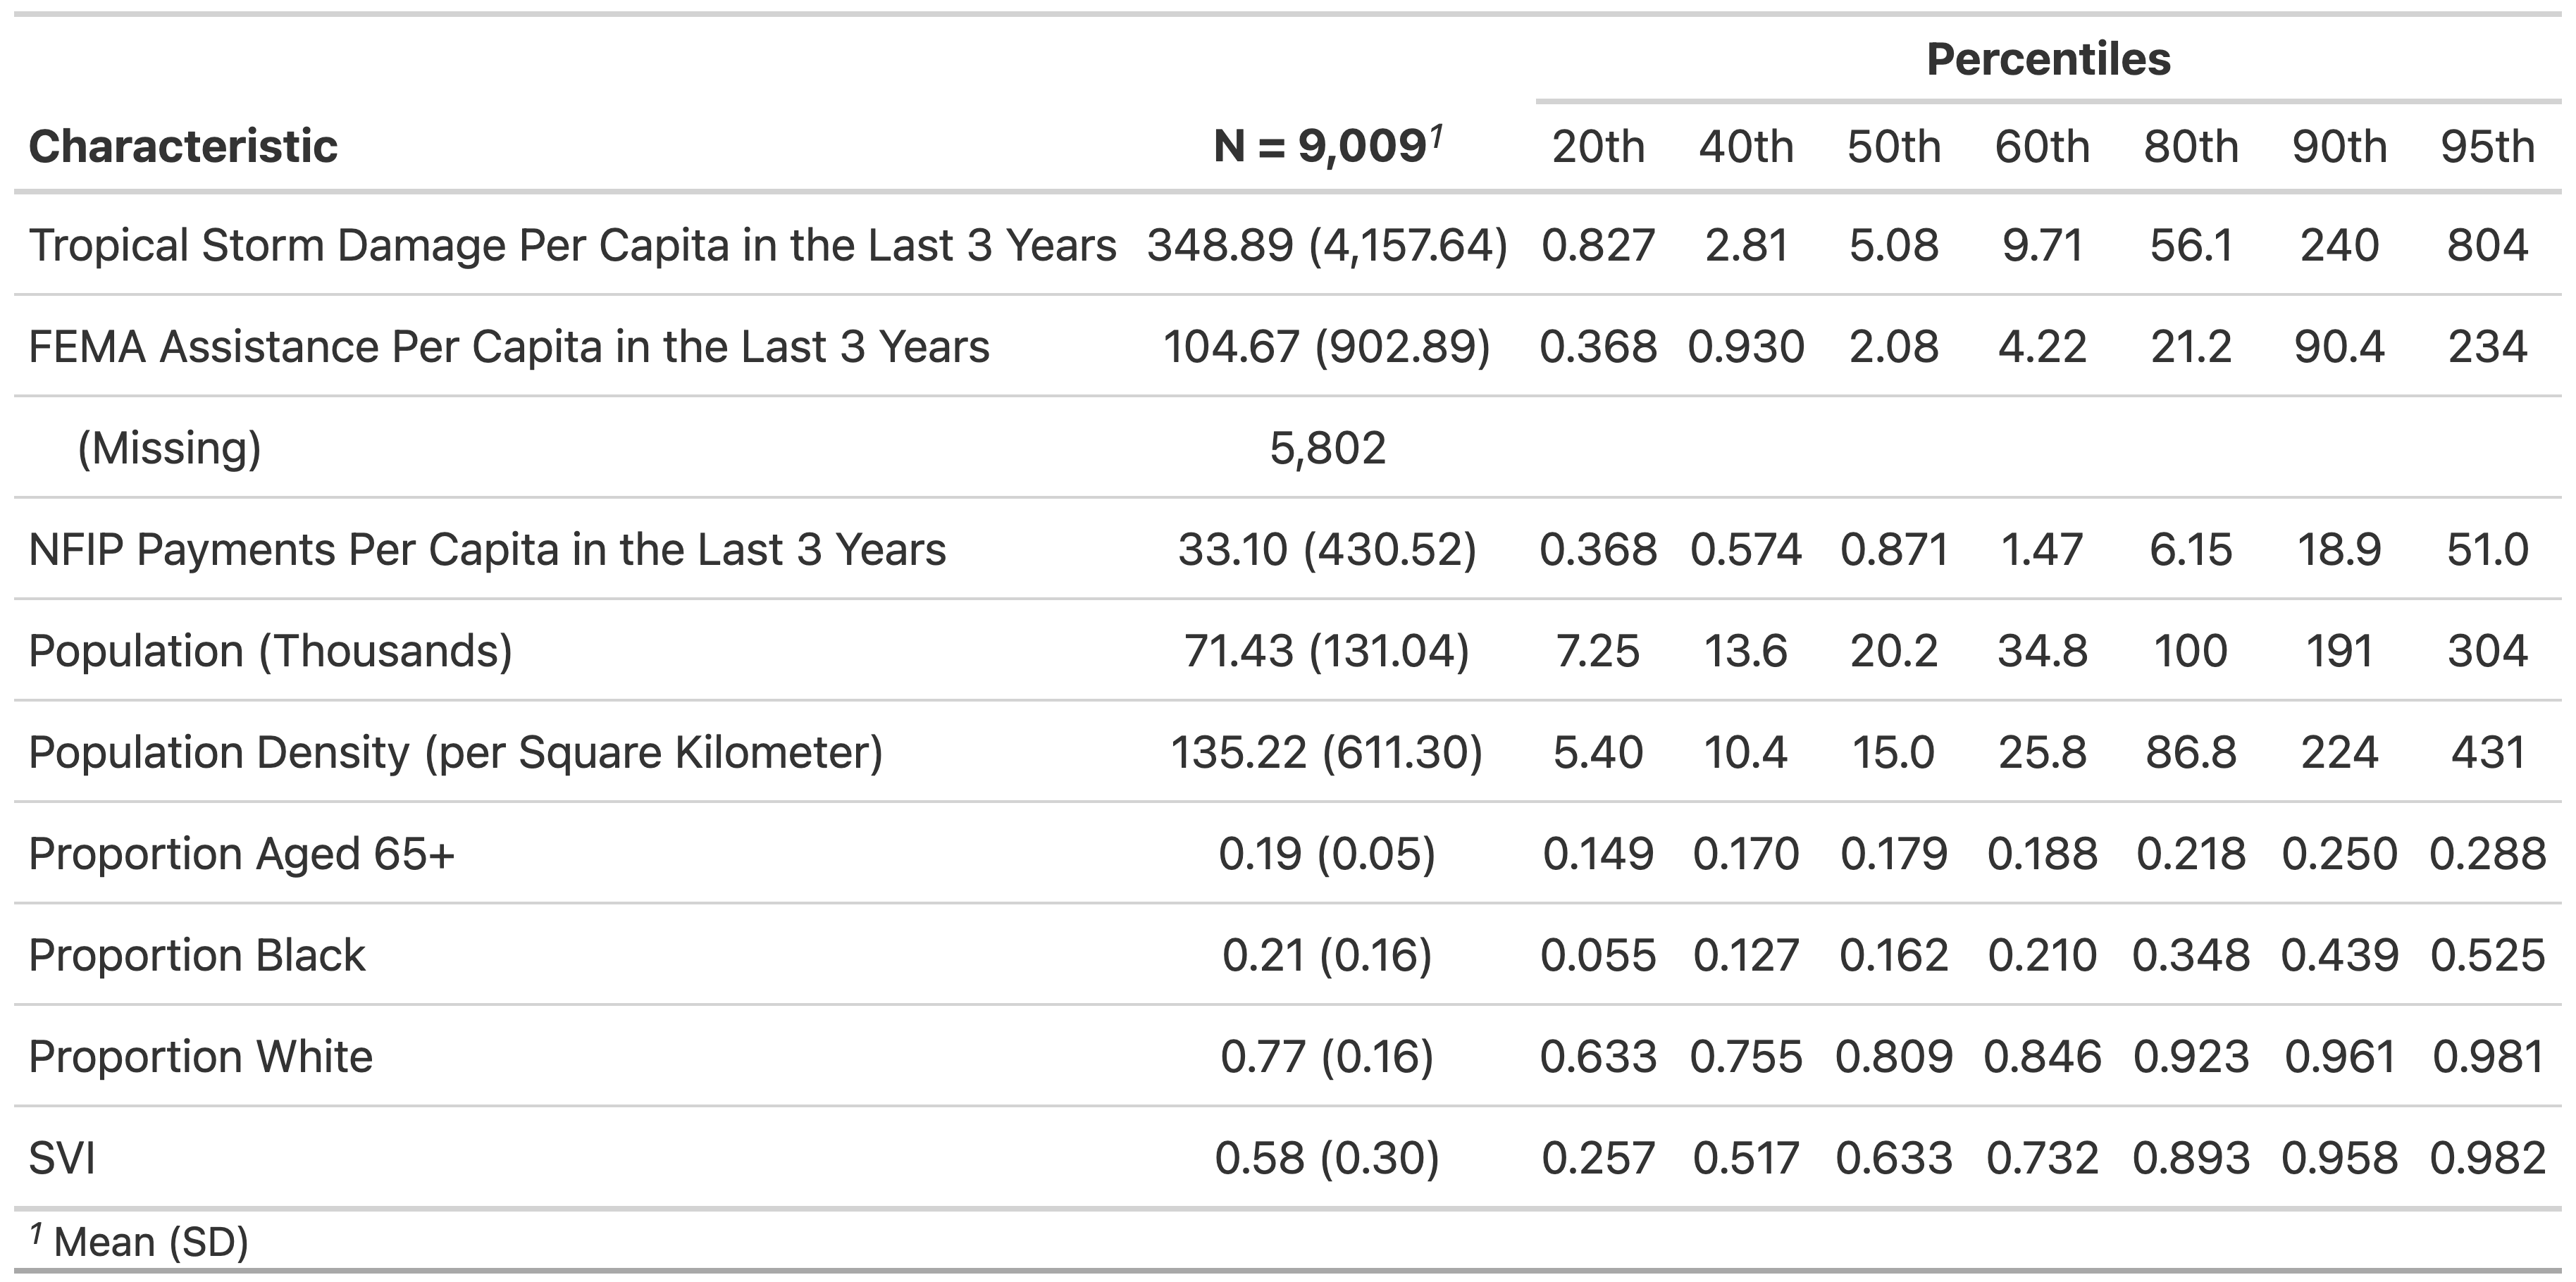 Percentiles
Characteristic N = 9,009¹ 20th 40th 50th 60th 80th 90th 95th
Tropical Storm Damage Per Capita in the Last 3 Years 348.89 (4,157.64) 0.827 2.81 5.08 9.71 56.1 240 804
FEMA Assistance Per Capita in the Last 3 Years 104.67 (902.89) 0.368 0.930 2.08 4.22 21.2 90.4 234
(Missing) 5,802
NFIP Payments Per Capita in the Last 3 Years 33.10 (430.52) 0.368 0.574 0.871 1.47 6.15 18.9 51.0
Population (Thousands) 71.43 (131.04) 7.25 13.6 20.2 34.8 100 191 304
Population Density (per Square Kilometer) 135.22 (611.30) 5.40 10.4 15.0 25.8 86.8 224 431
Proportion Aged 65+ 0.19 (0.05) 0.149 0.170 0.179 0.188 0.218 0.250 0.288
Proportion Black 0.21 (0.16) 0.055 0.127 0.162 0.210 0.348 0.439 0.525
Proportion White 0.77 (0.16) 0.633 0.755 0.809 0.846 0.923 0.961 0.981
SVI 0.58 (0.30) 0.257 0.517 0.633 0.732 0.893 0.958 0.982
¹ Mean (SD)